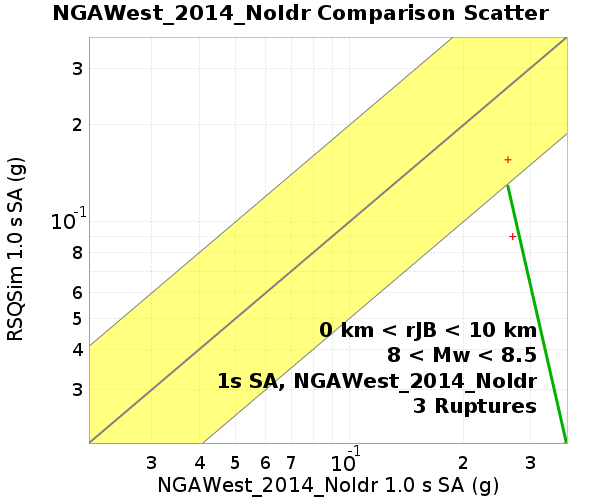 NGAWest_2014_NoIdr Comparison Scatter
RSQSim 1.0 s SA (g)
3
2
10-1
8
6
5
4
3
0 km < rJB < 10 km
8 < Mw < 8.5
1s SA, NGAWest_2014_NoIdr
3 Ruptures
3 4 5 6 7 10-1 2 3
NGAWest_2014_NoIdr 1.0 s SA (g)